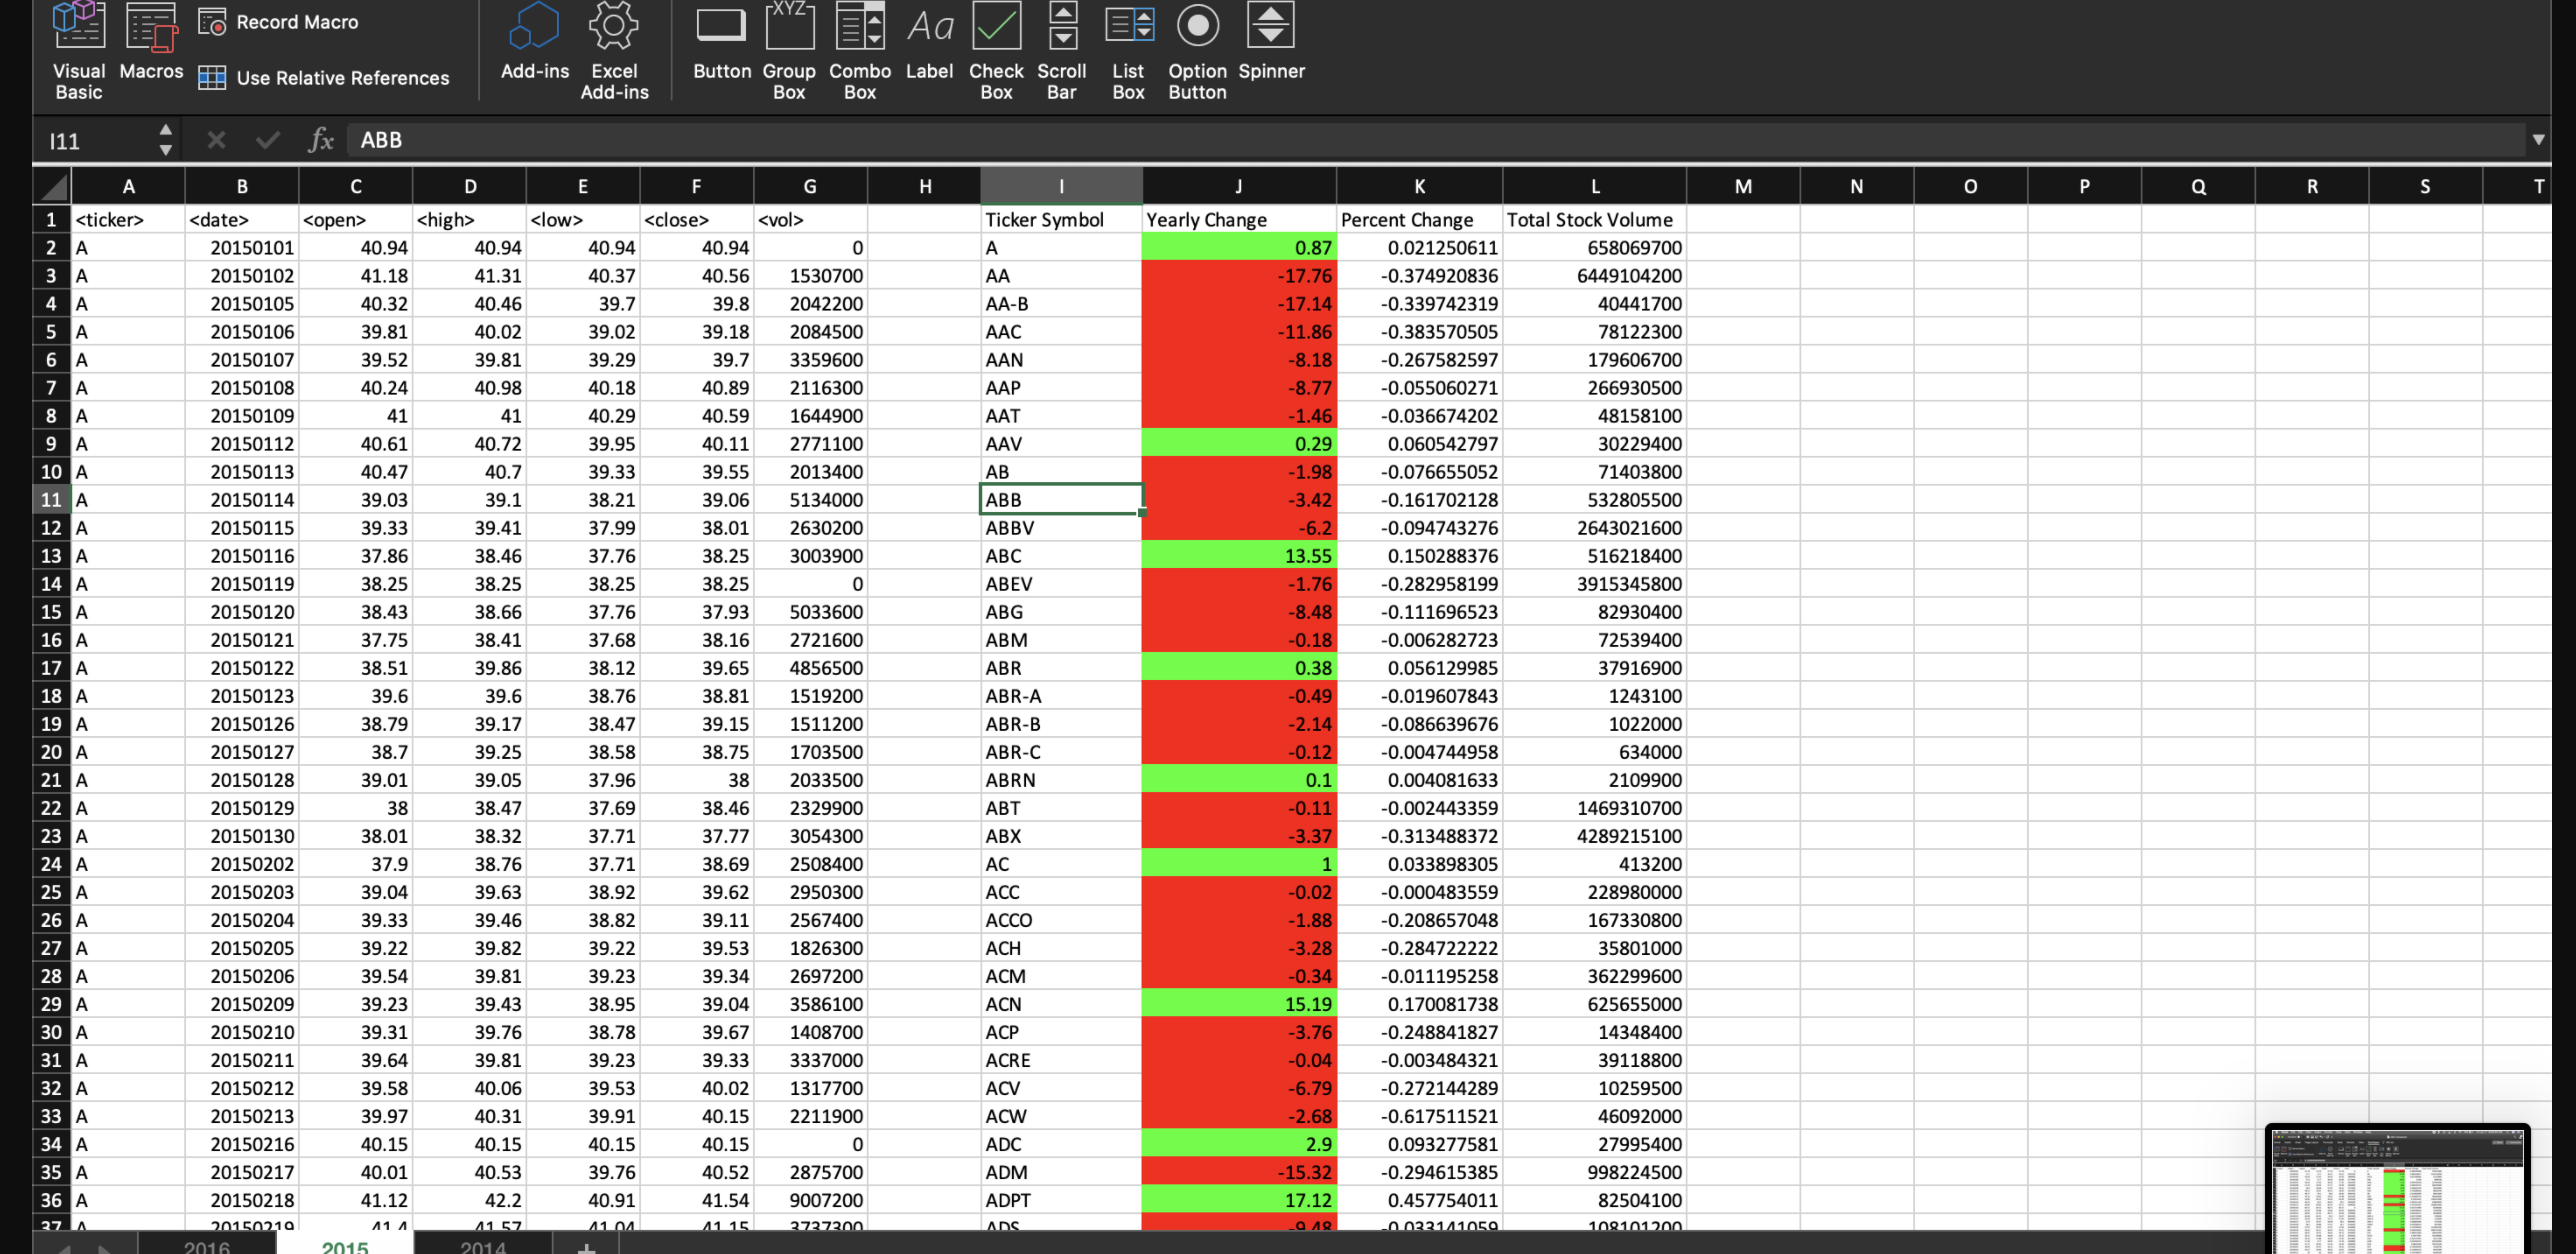 Record Macro
Visual Basic Macros Use Relative References Add-ins Excel Add-ins Button Group Box Combo Box Label Check Box Scroll Bar List Box Option Button Spinner
XYZ
Aa
I11 fx ABB
A B C D E F G H I J K L M N O P Q R S T
1 <ticker> <date> <open> <high> <low> <close> <vol> Ticker Symbol Yearly Change Percent Change Total Stock Volume
2 A 20150101 40.94 40.94 40.94 40.94 0 A 0.87 0.021250611 658069700
3 A 20150102 41.18 41.31 40.37 40.56 1530700 AA -17.76 -0.374920836 6449104200
4 A 20150105 40.32 40.46 39.7 39.8 2042200 AA-B -17.14 -0.339742319 40441700
5 A 20150106 39.81 40.02 39.02 39.18 2084500 AAC -11.86 -0.383570505 78122300
6 A 20150107 39.52 39.81 39.29 39.7 3359600 AAN -8.18 -0.267582597 179606700
7 A 20150108 40.24 40.98 40.18 40.89 2116300 AAP -8.77 -0.055060271 266930500
8 A 20150109 41 41 40.29 40.59 1644900 AAT -1.46 -0.036674202 48158100
9 A 20150112 40.61 40.72 39.95 40.11 2771100 AAV 0.29 0.060542797 30229400
10 A 20150113 40.47 40.7 39.33 39.55 2013400 AB -1.98 -0.076655052 71403800
11 A 20150114 39.03 39.1 38.21 39.06 5134000 ABB -3.42 -0.161702128 532805500
12 A 20150115 39.33 39.41 37.99 38.01 2630200 ABBV -6.2 -0.094743276 2643021600
13 A 20150116 37.86 38.46 37.76 38.25 3003900 ABC 13.55 0.150288376 516218400
14 A 20150119 38.25 38.25 38.25 38.25 0 ABEV -1.76 -0.282958199 3915345800
15 A 20150120 38.43 38.66 37.76 37.93 5033600 ABG -8.48 -0.111696523 82930400
16 A 20150121 37.75 38.41 37.68 38.16 2721600 ABM -0.18 -0.006282723 72539400
17 A 20150122 38.51 39.86 38.12 39.65 4856500 ABR 0.38 0.056129985 37916900
18 A 20150123 39.6 39.6 38.76 38.81 1519200 ABR-A -0.49 -0.019607843 1243100
19 A 20150126 38.79 39.17 38.47 39.15 1511200 ABR-B -2.14 -0.086639676 1022000
20 A 20150127 38.7 39.25 38.58 38.75 1703500 ABR-C -0.12 -0.004744958 634000
21 A 20150128 39.01 39.05 37.96 38 2033500 ABRN 0.1 0.004081633 2109900
22 A 20150129 38 38.47 37.69 38.46 2329900 ABT -0.11 -0.002443359 1469310700
23 A 20150130 38.01 38.32 37.71 37.77 3054300 ABX -3.37 -0.313488372 4289215100
24 A 20150202 37.9 38.76 37.71 38.69 2508400 AC 1 0.033898305 413200
25 A 20150203 39.04 39.63 38.92 39.62 2950300 ACC -0.02 -0.000483559 228980000
26 A 20150204 39.33 39.46 38.82 39.11 2567400 ACCO -1.88 -0.208657048 167330800
27 A 20150205 39.22 39.82 39.22 39.53 1826300 ACH -3.28 -0.284722222 35801000
28 A 20150206 39.54 39.81 39.23 39.34 2697200 ACM -0.34 -0.011195258 362299600
29 A 20150209 39.23 39.43 38.95 39.04 3586100 ACN 15.19 0.170081738 625655000
30 A 20150210 39.31 39.76 38.78 39.67 1408700 ACP -3.76 -0.248841827 14348400
31 A 20150211 39.64 39.81 39.23 39.33 3337000 ACRE -0.04 -0.003484321 39118800
32 A 20150212 39.58 40.06 39.53 40.02 1317700 ACV -6.79 -0.272144289 10259500
33 A 20150213 39.97 40.31 39.91 40.15 2211900 ACW -2.68 -0.617511521 46092000
34 A 20150216 40.15 40.15 40.15 40.15 0 ADC 2.9 0.093277581 27995400
35 A 20150217 40.01 40.53 39.76 40.52 2875700 ADM -15.32 -0.294615385 998224500
36 A 20150218 41.12 42.2 40.91 41.54 9007200 ADPT 17.12 0.457754011 82504100
37 A 20150219 41.4 41.57 41.04 41.15 3737300 ADS -9.48 -0.033141059 108101200
2016 2015 2014 +